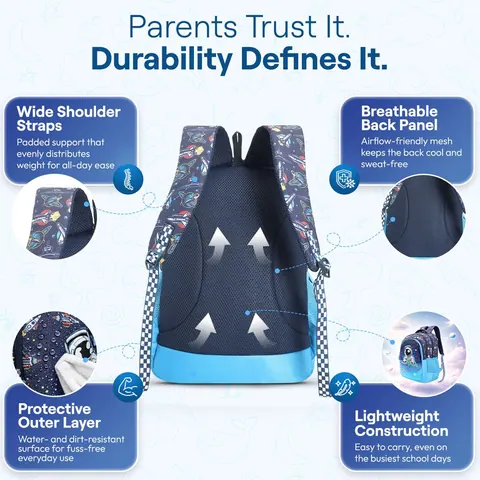 Parents Trust It.
Durability Defines It.
Wide Shoulder
Straps
Padded support that
evenly distributes
weight for all-day ease
Breathable
Back Panel
Airflow-friendly mesh
keeps the back cool and
sweat-free
Protective
Outer Layer
Water- and dirt-resistant
surface for fuss-free
everyday use
Lightweight
Construction
Easy to carry, even on
the busiest school days